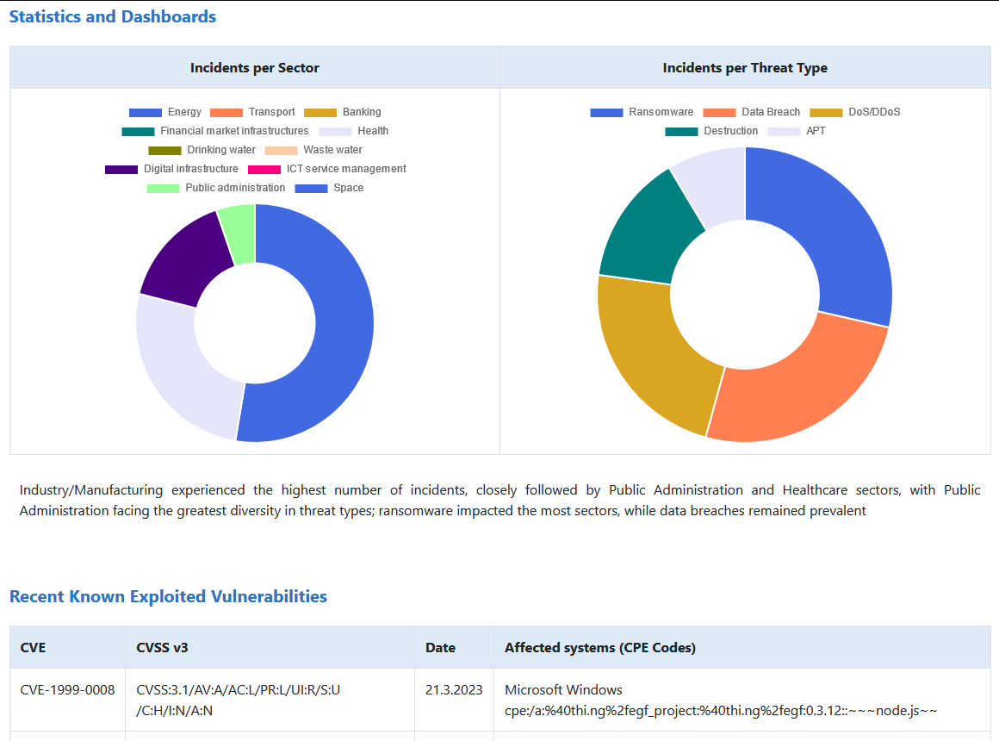 Statistics and Dashboards
Incidents per Sector
Incidents per Threat Type
Energy Transport Banking
Financial market infrastructures Health
Drinking water Waste water
Digital infrastructure ICT service management
Public administration Space
Ransomware Data Breach DoS/DDoS
Destruction APT
Industry/Manufacturing experienced the highest number of incidents, closely followed by Public Administration and Healthcare sectors, with Public
Administration facing the greatest diversity in threat types; ransomware impacted the most sectors, while data breaches remained prevalent
Recent Known Exploited Vulnerabilities
CVE CVSS v3 Date Affected systems (CPE Codes)
CVE-1999-0008 CVSS:3.1/AV:A/AC:L/PR:L/UI:R/S:U 21.3.2023 Microsoft Windows
/C:H/I:N/A:N cpe:/a:%40thi.ng%2fegf_project:%40thi.ng%2fegf:0.3.12::~~~node.js~~